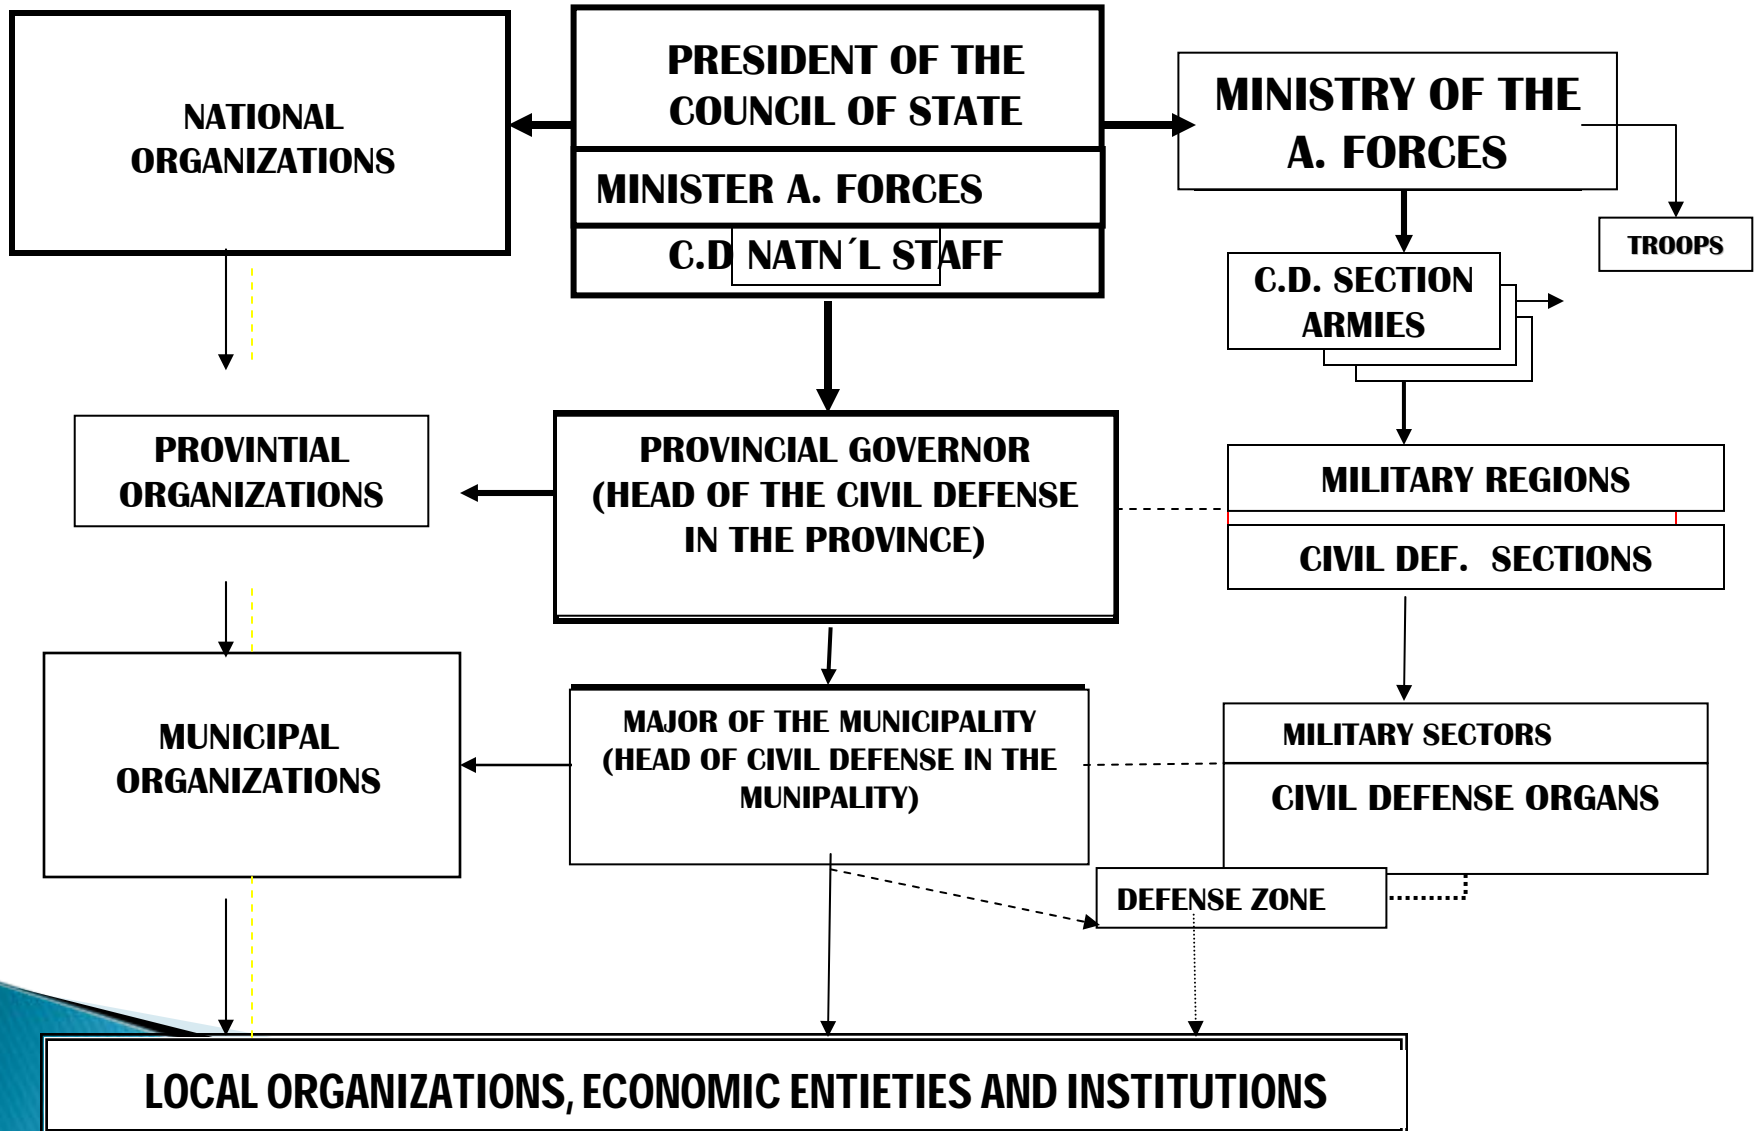 NATIONAL
ORGANIZATIONS
PRESIDENT OF THE
COUNCIL OF STATE
MINISTER A. FORCES
C.D NATN´L STAFF
MINISTRY OF THE
A. FORCES
TROOPS
C.D. SECTION
ARMIES
PROVINTIAL
ORGANIZATIONS
PROVINCIAL GOVERNOR
(HEAD OF THE CIVIL DEFENSE
IN THE PROVINCE)
MILITARY REGIONS
CIVIL DEF. SECTIONS
MUNICIPAL
ORGANIZATIONS
MAJOR OF THE MUNICIPALITY
(HEAD OF CIVIL DEFENSE IN THE
MUNIPALITY)
MILITARY SECTORS
CIVIL DEFENSE ORGANS
DEFENSE ZONE
LOCAL ORGANIZATIONS, ECONOMIC ENTIETIES AND INSTITUTIONS